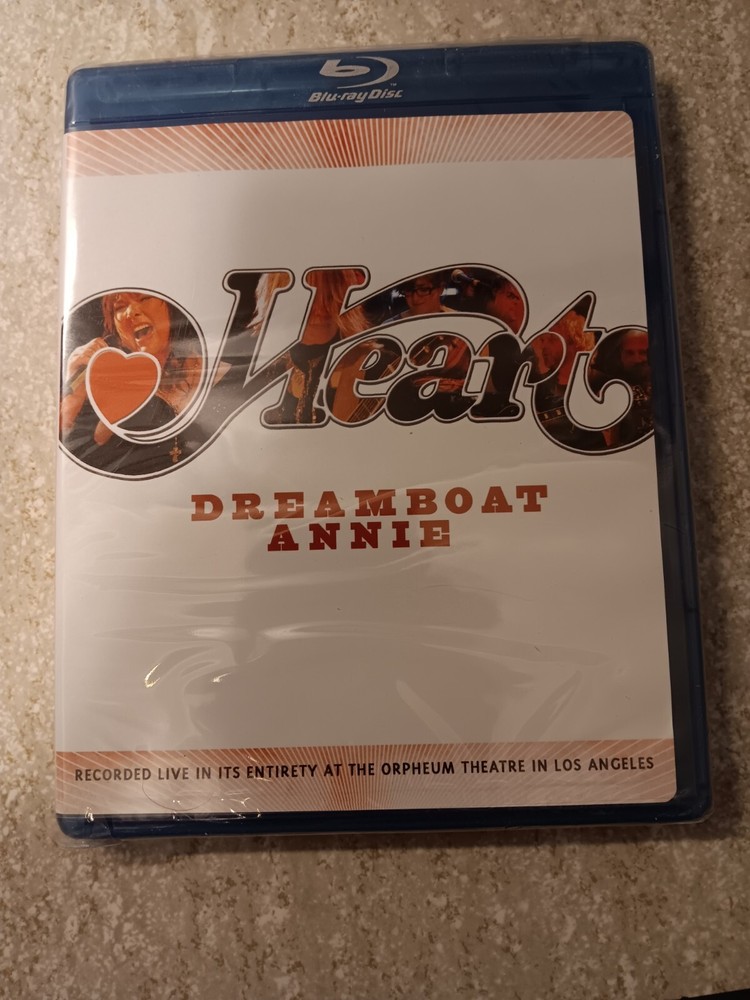 Blu-ray Disc
Heart
DREAMBOAT
ANNIE
RECORDED LIVE IN ITS ENTIRETY AT THE ORPHEUM THEATRE IN LOS ANGELES